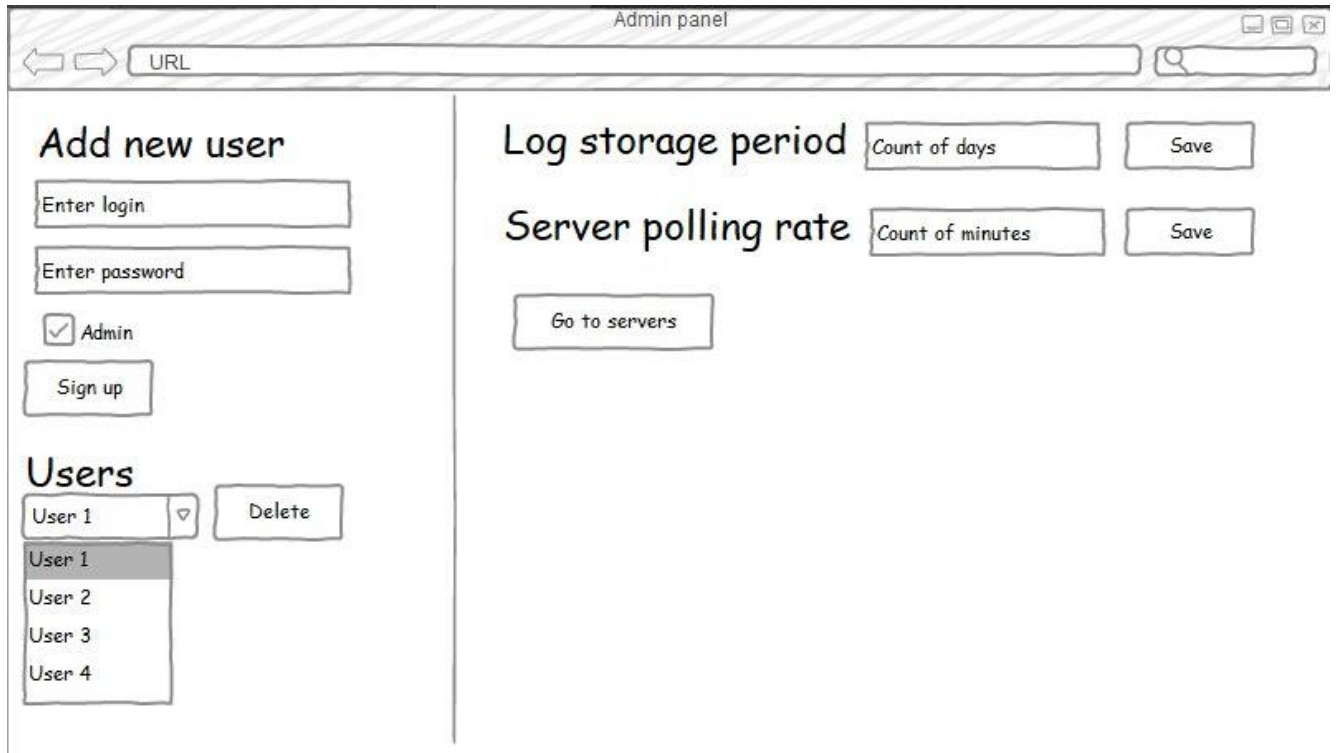 Admin panel
URL
Add new user
Enter login
Enter password
Admin
Sign up
Users
User 1
Delete
User 1
User 2
User 3
User 4
Log storage period
Count of days
Save
Server polling rate
Count of minutes
Save
Go to servers